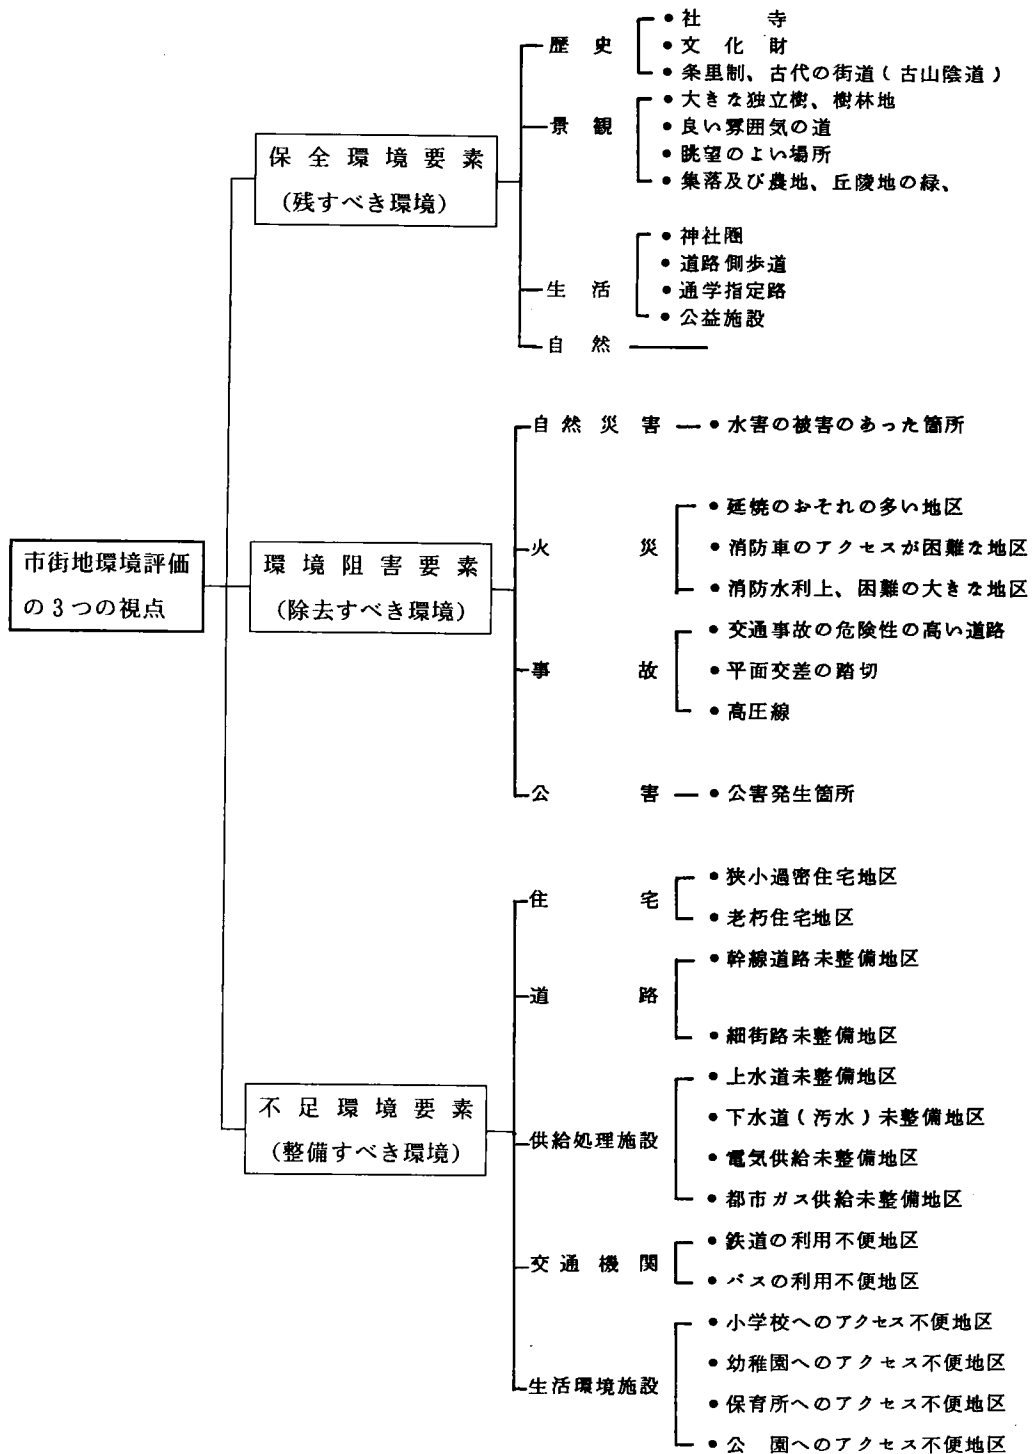 市街地環境評価
の3つの視点
保全環境要素
(残すべき環境)
歴史
• 社寺
• 文化財
• 条里制、古代の街道(古山陰道)
景観
• 大きな独立樹、樹林地
• 良い雰囲気の道
• 眺望のよい場所
• 集落及び農地、丘陵地の緑、
生活
• 神社圏
• 道路側歩道
• 通学指定路
• 公益施設
自然
環境阻害要素
(除去すべき環境)
自然災害
• 水害の被害のあった箇所
火災
• 延焼のおそれの多い地区
• 消防車のアクセスが困難な地区
• 消防水利上、困難の大きな地区
事故
• 交通事故の危険性の高い道路
• 平面交差の踏切
• 高圧線
公害
• 公害発生箇所
不足環境要素
(整備すべき環境)
住宅
• 狭小過密住宅地区
• 老朽住宅地区
道路
• 幹線道路未整備地区
• 細街路未整備地区
供給処理施設
• 上水道未整備地区
• 下水道(汚水)未整備地区
• 電気供給未整備地区
• 都市ガス供給未整備地区
交通機関
• 鉄道の利用不便地区
• バスの利用不便地区
生活環境施設
• 小学校へのアクセス不便地区
• 幼稚園へのアクセス不便地区
• 保育所へのアクセス不便地区
• 公園へのアクセス不便地区